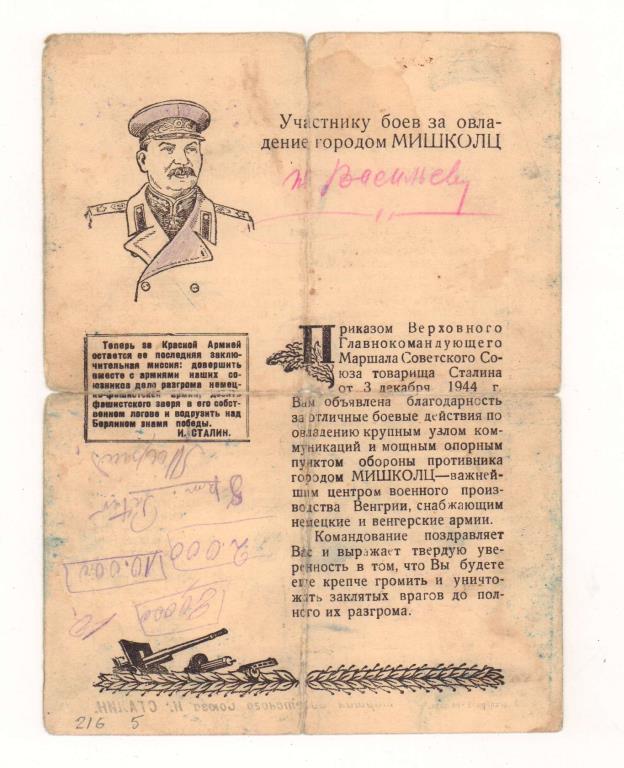 Участнику боев за овла-
дение городом МИШКОЛЦ
т. Васильеву
Теперь за Красной Армией
остается ее последняя заклю-
чительная миссия: довершить
вместе с армиями наших со-
юзников дело разгрома немец-
ко-фашистской армии, добить
фашистского зверя в его собст-
венном логове и водрузить над
Берлином знамя победы.
И. СТАЛИН.
Приказом Верховного
Главнокомандующего
Маршала Советского Со-
юза товарища Сталина
от 3 декабря 1944 г.
Вам объявлена благодарность
за отличные боевые действия по
овладению крупным узлом ком-
муникаций и мощным опорным
пунктом обороны противника
городом МИШКОЛЦ—важней-
шим центром военного произ-
водства Венгрии, снабжающим
немецкие и венгерские армии.
Командование поздравляет
Вас и выражает твердую уве-
ренность в том, что Вы будете
еще крепче громить и уничто-
жать заклятых врагов до пол-
ного их разгрома.
2.000
10.000
216 5